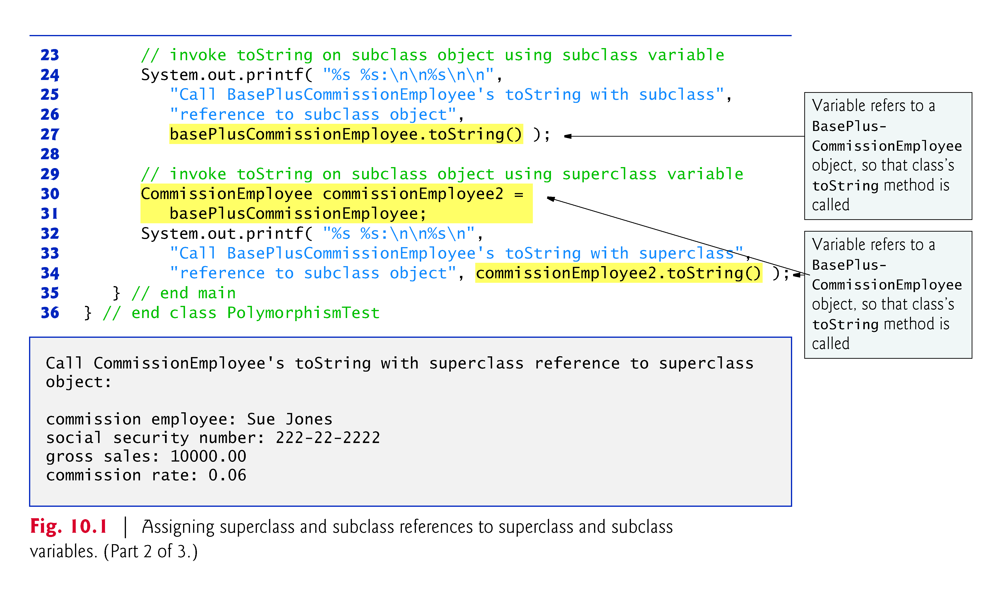 23 // invoke toString on subclass object using subclass variable
24 System.out.printf( "%s %s:\n\n%s\n\n",
25 "Call BasePlusCommissionEmployee's toString with subclass",
26 "reference to subclass object",
27 basePlusCommissionEmployee.toString() );
28
29 // invoke toString on subclass object using superclass variable
30 CommissionEmployee commissionEmployee2 =
31 basePlusCommissionEmployee;
32 System.out.printf( "%s %s:\n\n%s\n",
33 "Call BasePlusCommissionEmployee's toString with superclass",
34 "reference to subclass object", commissionEmployee2.toString() );
35 } // end main
36 } // end class PolymorphismTest
Variable refers to a
BasePlus-
CommissionEmployee
object, so that class’s
toString method is
called
Variable refers to a
BasePlus-
CommissionEmployee
object, so that class’s
toString method is
called
Call CommissionEmployee's toString with superclass reference to superclass
object:
commission employee: Sue Jones
social security number: 222-22-2222
gross sales: 10000.00
commission rate: 0.06
Fig. 10.1 | Assigning superclass and subclass references to superclass and subclass
variables. (Part 2 of 3.)